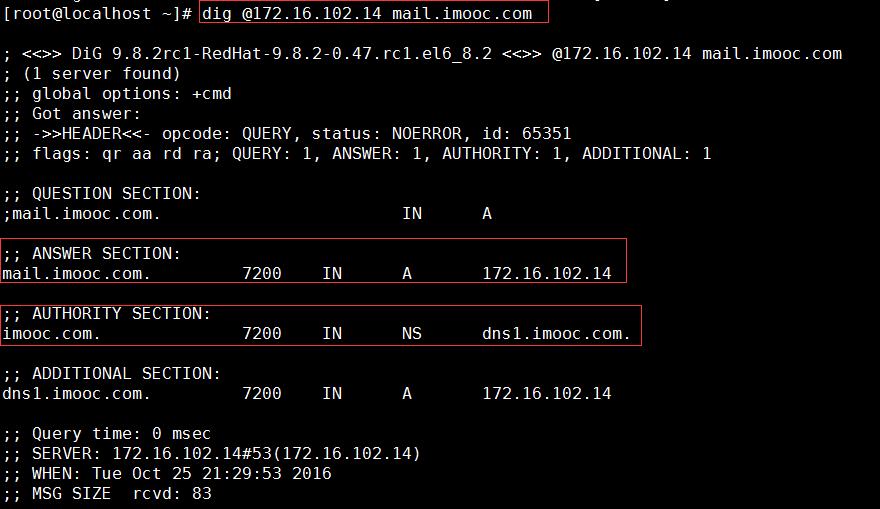 [root@localhost ~]# dig @172.16.102.14 mail.imooc.com
; <<>> DiG 9.8.2rc1-RedHat-9.8.2-0.47.rc1.el6_8.2 <<>> @172.16.102.14 mail.imooc.com
; (1 server found)
;; global options: +cmd
;; Got answer:
;; ->>HEADER<<- opcode: QUERY, status: NOERROR, id: 65351
;; flags: qr aa rd ra; QUERY: 1, ANSWER: 1, AUTHORITY: 1, ADDITIONAL: 1
;; QUESTION SECTION:
;mail.imooc.com. IN A
;; ANSWER SECTION:
mail.imooc.com. 7200 IN A 172.16.102.14
;; AUTHORITY SECTION:
imooc.com. 7200 IN NS dns1.imooc.com.
;; ADDITIONAL SECTION:
dns1.imooc.com. 7200 IN A 172.16.102.14
;; Query time: 0 msec
;; SERVER: 172.16.102.14#53(172.16.102.14)
;; WHEN: Tue Oct 25 21:29:53 2016
;; MSG SIZE rcvd: 83